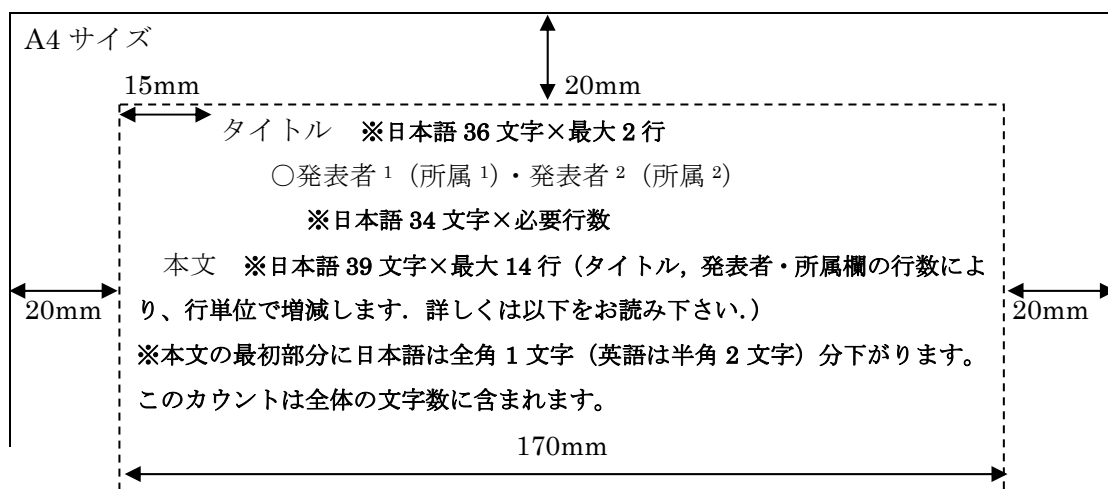 A4 サイズ
15mm
20mm
タイトル ※日本語 36 文字×最大 2 行
○発表者 1 (所属 1)・発表者 2 (所属 2)
※日本語 34 文字×必要行数
本文 ※日本語 39 文字×最大 14 行(タイトル, 発表者・所属欄の行数によ
20mm
り、行単位で増減します. 詳しくは以下をお読み下さい.)
20mm
※本文の最初部分に日本語は全角 1 文字(英語は半角 2 文字)分下がります。
このカウントは全体の文字数に含まれます。
170mm